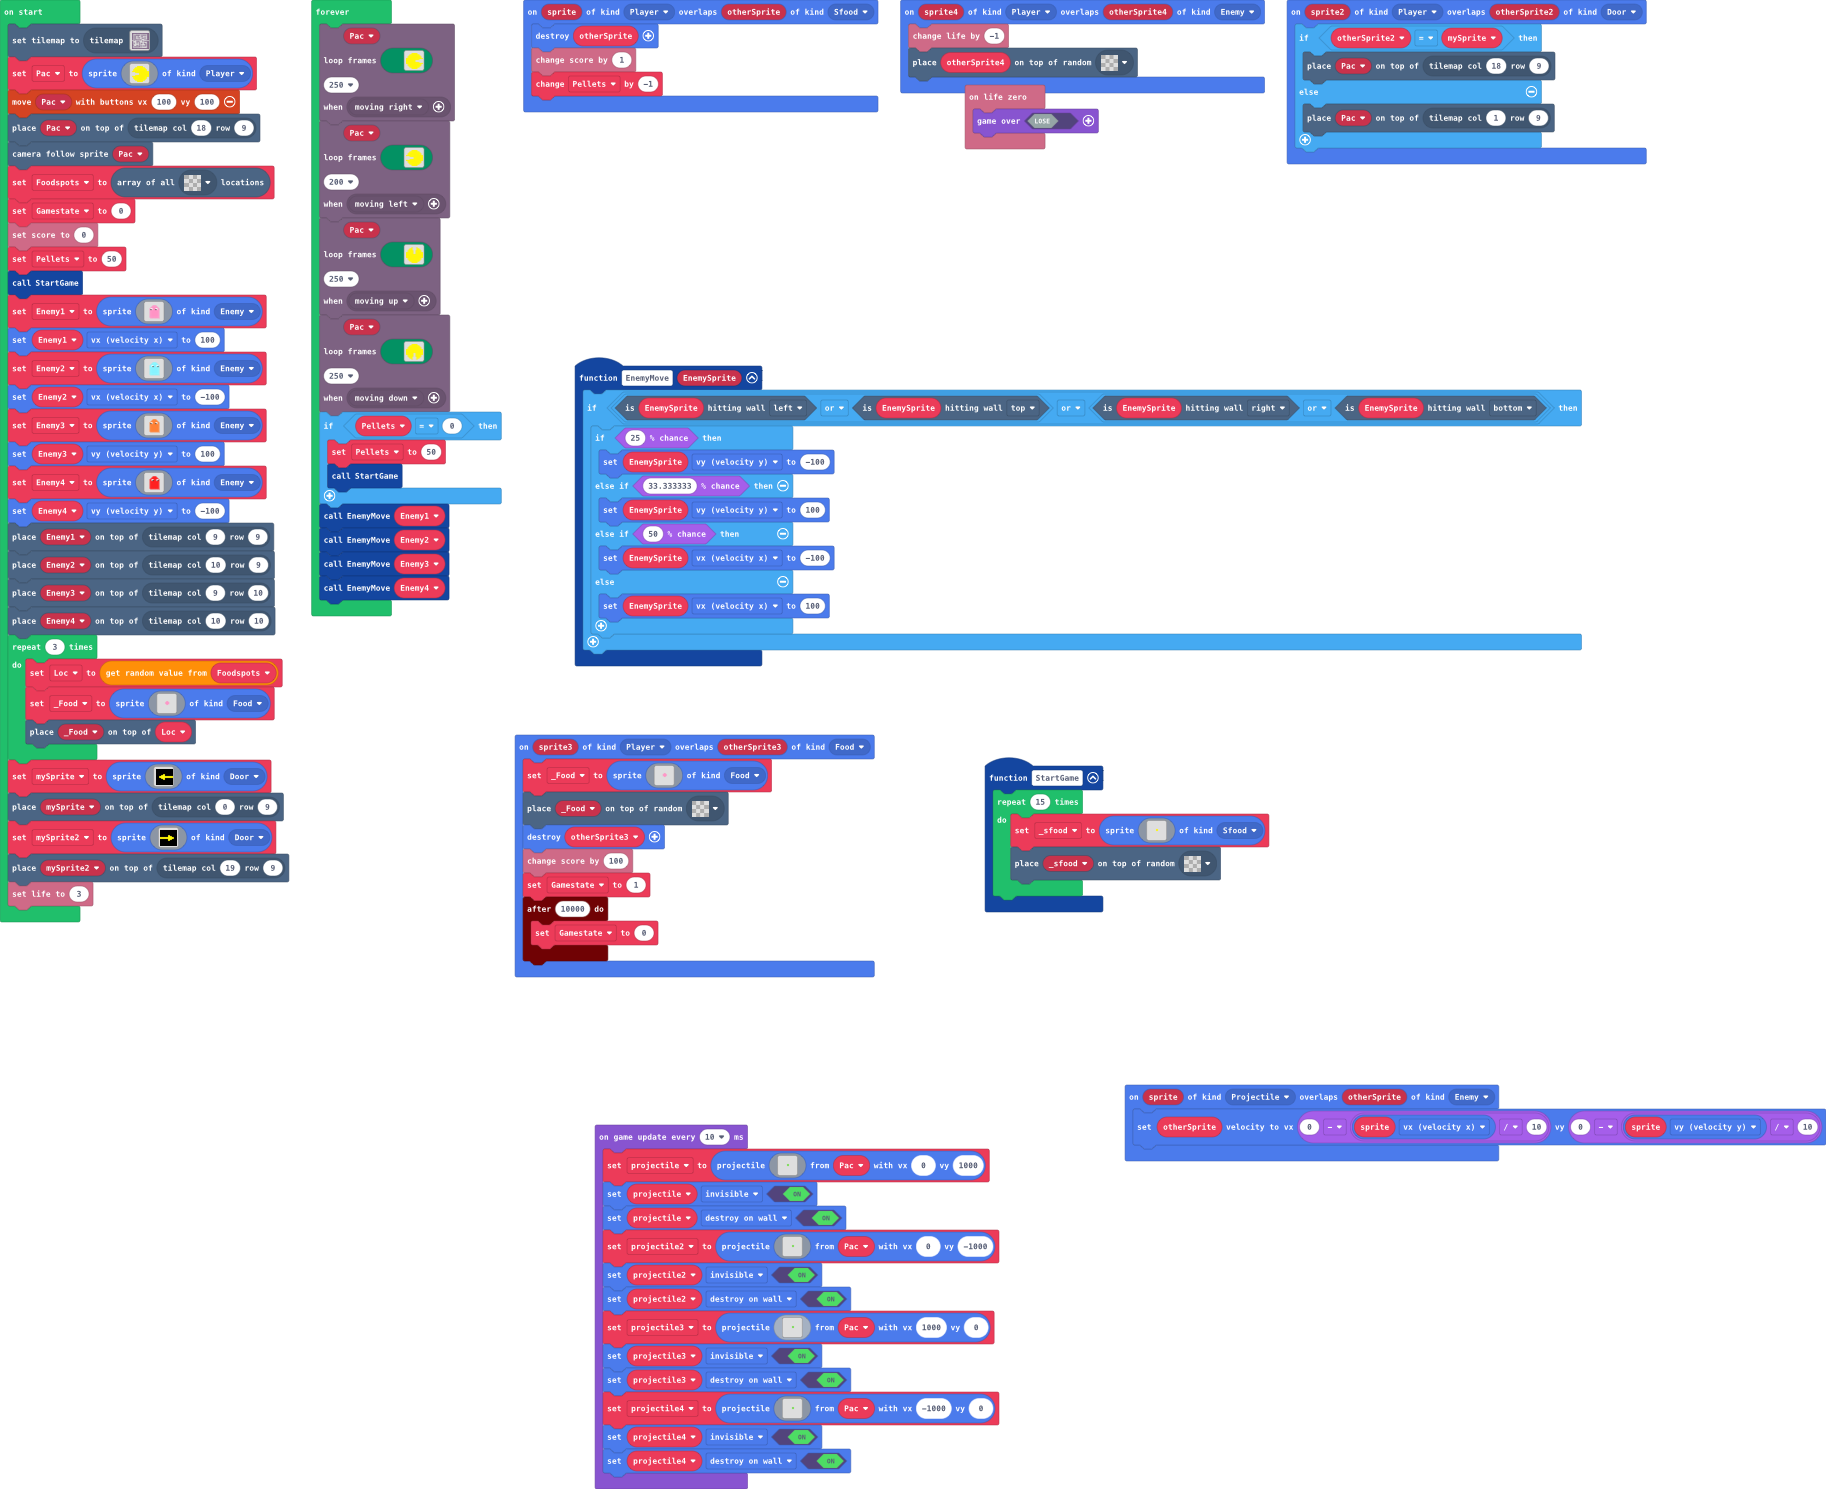 on start
set tilemap to tilemap
set Pac to sprite of kind Player
move Pac with buttons vx 100 vy 100
place Pac on top of tilemap col 18 row 9
camera follow sprite Pac
set Foodspots to array of all locations
set Gamestate to 0
set score to 0
set Pellets to 50
call StartGame
set Enemy1 to sprite of kind Enemy
set Enemy1 vx (velocity x) to 100
set Enemy2 to sprite of kind Enemy
set Enemy2 vx (velocity x) to -100
set Enemy3 to sprite of kind Enemy
set Enemy3 vy (velocity y) to 100
set Enemy4 to sprite of kind Enemy
set Enemy4 vy (velocity y) to -100
place Enemy1 on top of tilemap col 9 row 9
place Enemy2 on top of tilemap col 10 row 9
place Enemy3 on top of tilemap col 9 row 10
place Enemy4 on top of tilemap col 10 row 10
repeat 3 times
do
set Loc to get random value from Foodspots
set _Food to sprite of kind Food
place _Food on top of Loc
set mySprite to sprite of kind Door
place mySprite on top of tilemap col 0 row 9
set mySprite2 to sprite of kind Door
place mySprite2 on top of tilemap col 19 row 9
set life to 3
forever
Pac
loop frames
250
when moving right
Pac
loop frames
200
when moving left
Pac
loop frames
250
when moving up
Pac
loop frames
250
when moving down
if Pellets = 0 then
set Pellets to 50
call StartGame
call EnemyMove Enemy1
call EnemyMove Enemy2
call EnemyMove Enemy3
call EnemyMove Enemy4
on sprite of kind Player overlaps otherSprite of kind Sfood
destroy otherSprite
change score by 1
change Pellets by -1
on sprite4 of kind Player overlaps otherSprite4 of kind Enemy
change life by -1
place otherSprite4 on top of random
on life zero
game over LOSE
on sprite2 of kind Player overlaps otherSprite2 of kind Door
if otherSprite2 = mySprite then
place Pac on top of tilemap col 18 row 9
else
place Pac on top of tilemap col 1 row 9
function EnemyMove EnemySprite
if is EnemySprite hitting wall left or is EnemySprite hitting wall top or is EnemySprite hitting wall right or is EnemySprite hitting wall bottom then
if 25 % chance then
set EnemySprite vy (velocity y) to -100
else if 33.333333 % chance then
set EnemySprite vy (velocity y) to 100
else if 50 % chance then
set EnemySprite vx (velocity x) to -100
else
set EnemySprite vx (velocity x) to 100
on sprite3 of kind Player overlaps otherSprite3 of kind Food
set _Food to sprite of kind Food
place _Food on top of random
destroy otherSprite3
change score by 100
set Gamestate to 1
after 10000 do
set Gamestate to 0
function StartGame
repeat 15 times
do
set _sfood to sprite of kind Sfood
place _sfood on top of random
on sprite of kind Projectile overlaps otherSprite of kind Enemy
set otherSprite velocity to vx 0 - sprite vx (velocity x) / 10 vy 0 - sprite vy (velocity y) / 10
on game update every 10 ms
set projectile to projectile from Pac with vx 0 vy 1000
set projectile invisible ON
set projectile destroy on wall ON
set projectile2 to projectile from Pac with vx 0 vy -1000
set projectile2 invisible ON
set projectile2 destroy on wall ON
set projectile3 to projectile from Pac with vx 1000 vy 0
set projectile3 invisible ON
set projectile3 destroy on wall ON
set projectile4 to projectile from Pac with vx -1000 vy 0
set projectile4 invisible ON
set projectile4 destroy on wall ON